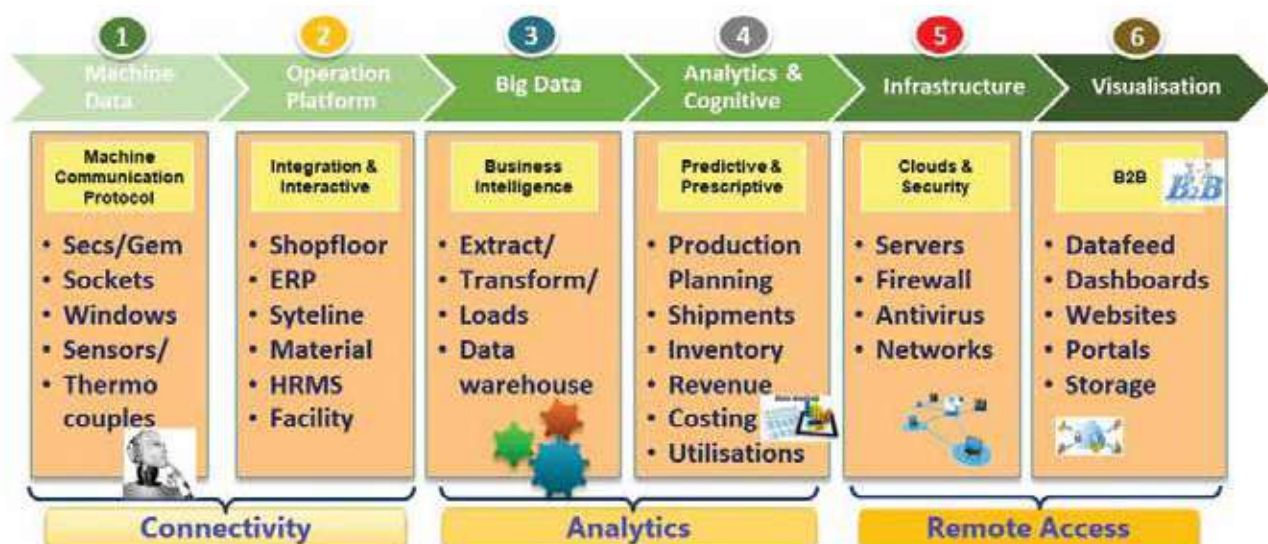 1
2
3
4
5
6
Machine
Data
Operation
Platform
Big Data
Analytics &
Cognitive
Infrastructure
Visualisation
Machine
Communication
Protocol
• Secs/Gem
• Sockets
• Windows
• Sensors/
• Thermo
couples
Integration &
Interactive
• Shopfloor
• ERP
• Syteline
• Material
• HRMS
• Facility
Business
Intelligence
• Extract/
• Transform/
• Loads
• Data
warehouse
Predictive &
Prescriptive
• Production
Planning
• Shipments
• Inventory
• Revenue
• Costing
• Utilisations
Clouds &
Security
• Servers
• Firewall
• Antivirus
• Networks
B2B
B2B
• Datafeed
• Dashboards
• Websites
• Portals
• Storage
Connectivity
Analytics
Remote Access